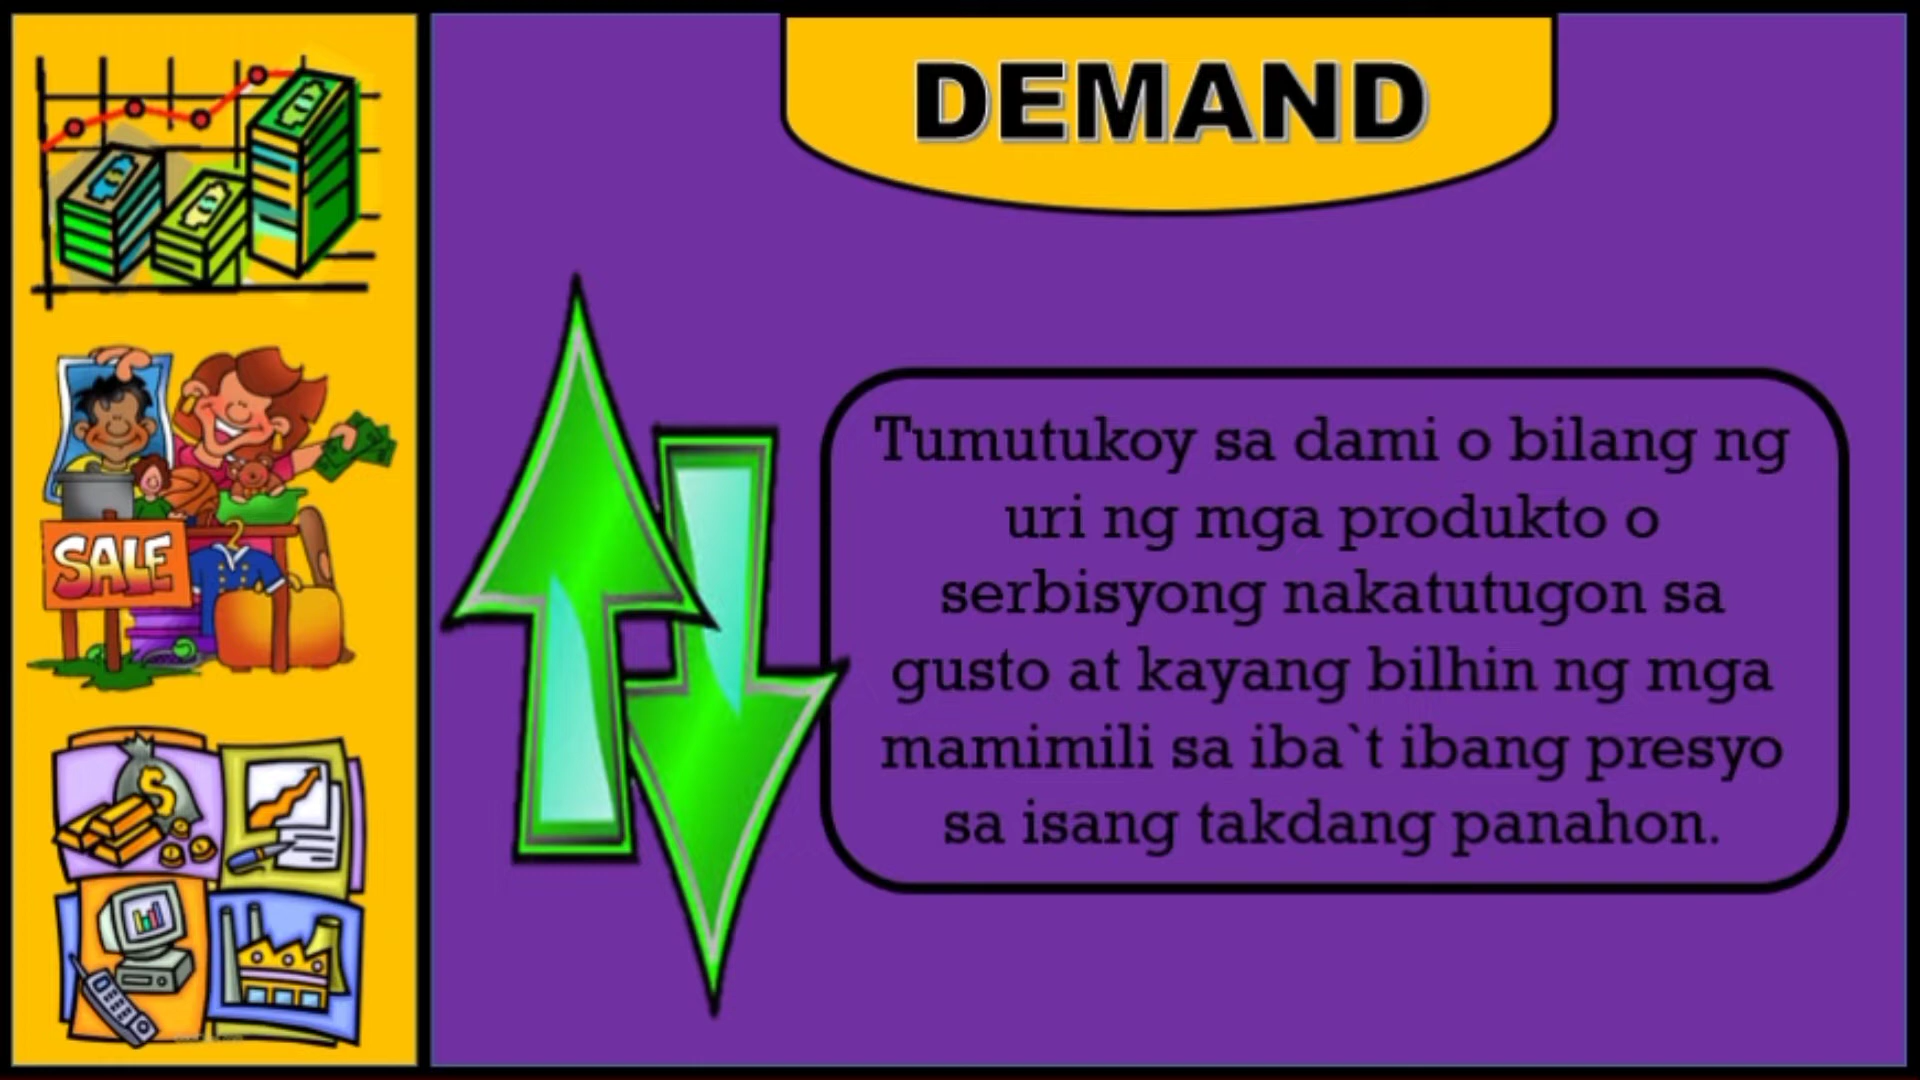 DEMAND
Tumutukoy sa dami o bilang ng
uri ng mga produkto o
serbisyong nakatutugon sa
gusto at kayang bilhin ng mga
mamimili sa iba`t ibang presyo
sa isang takdang panahon.
SALE
$